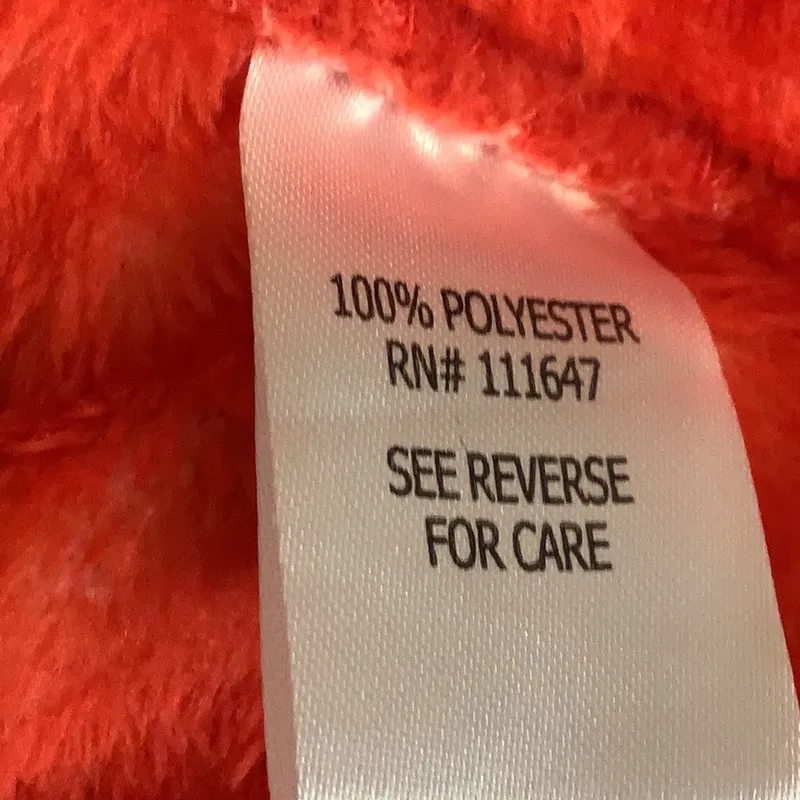 100% POLYESTER
RN# 111647
SEE REVERSE
FOR CARE